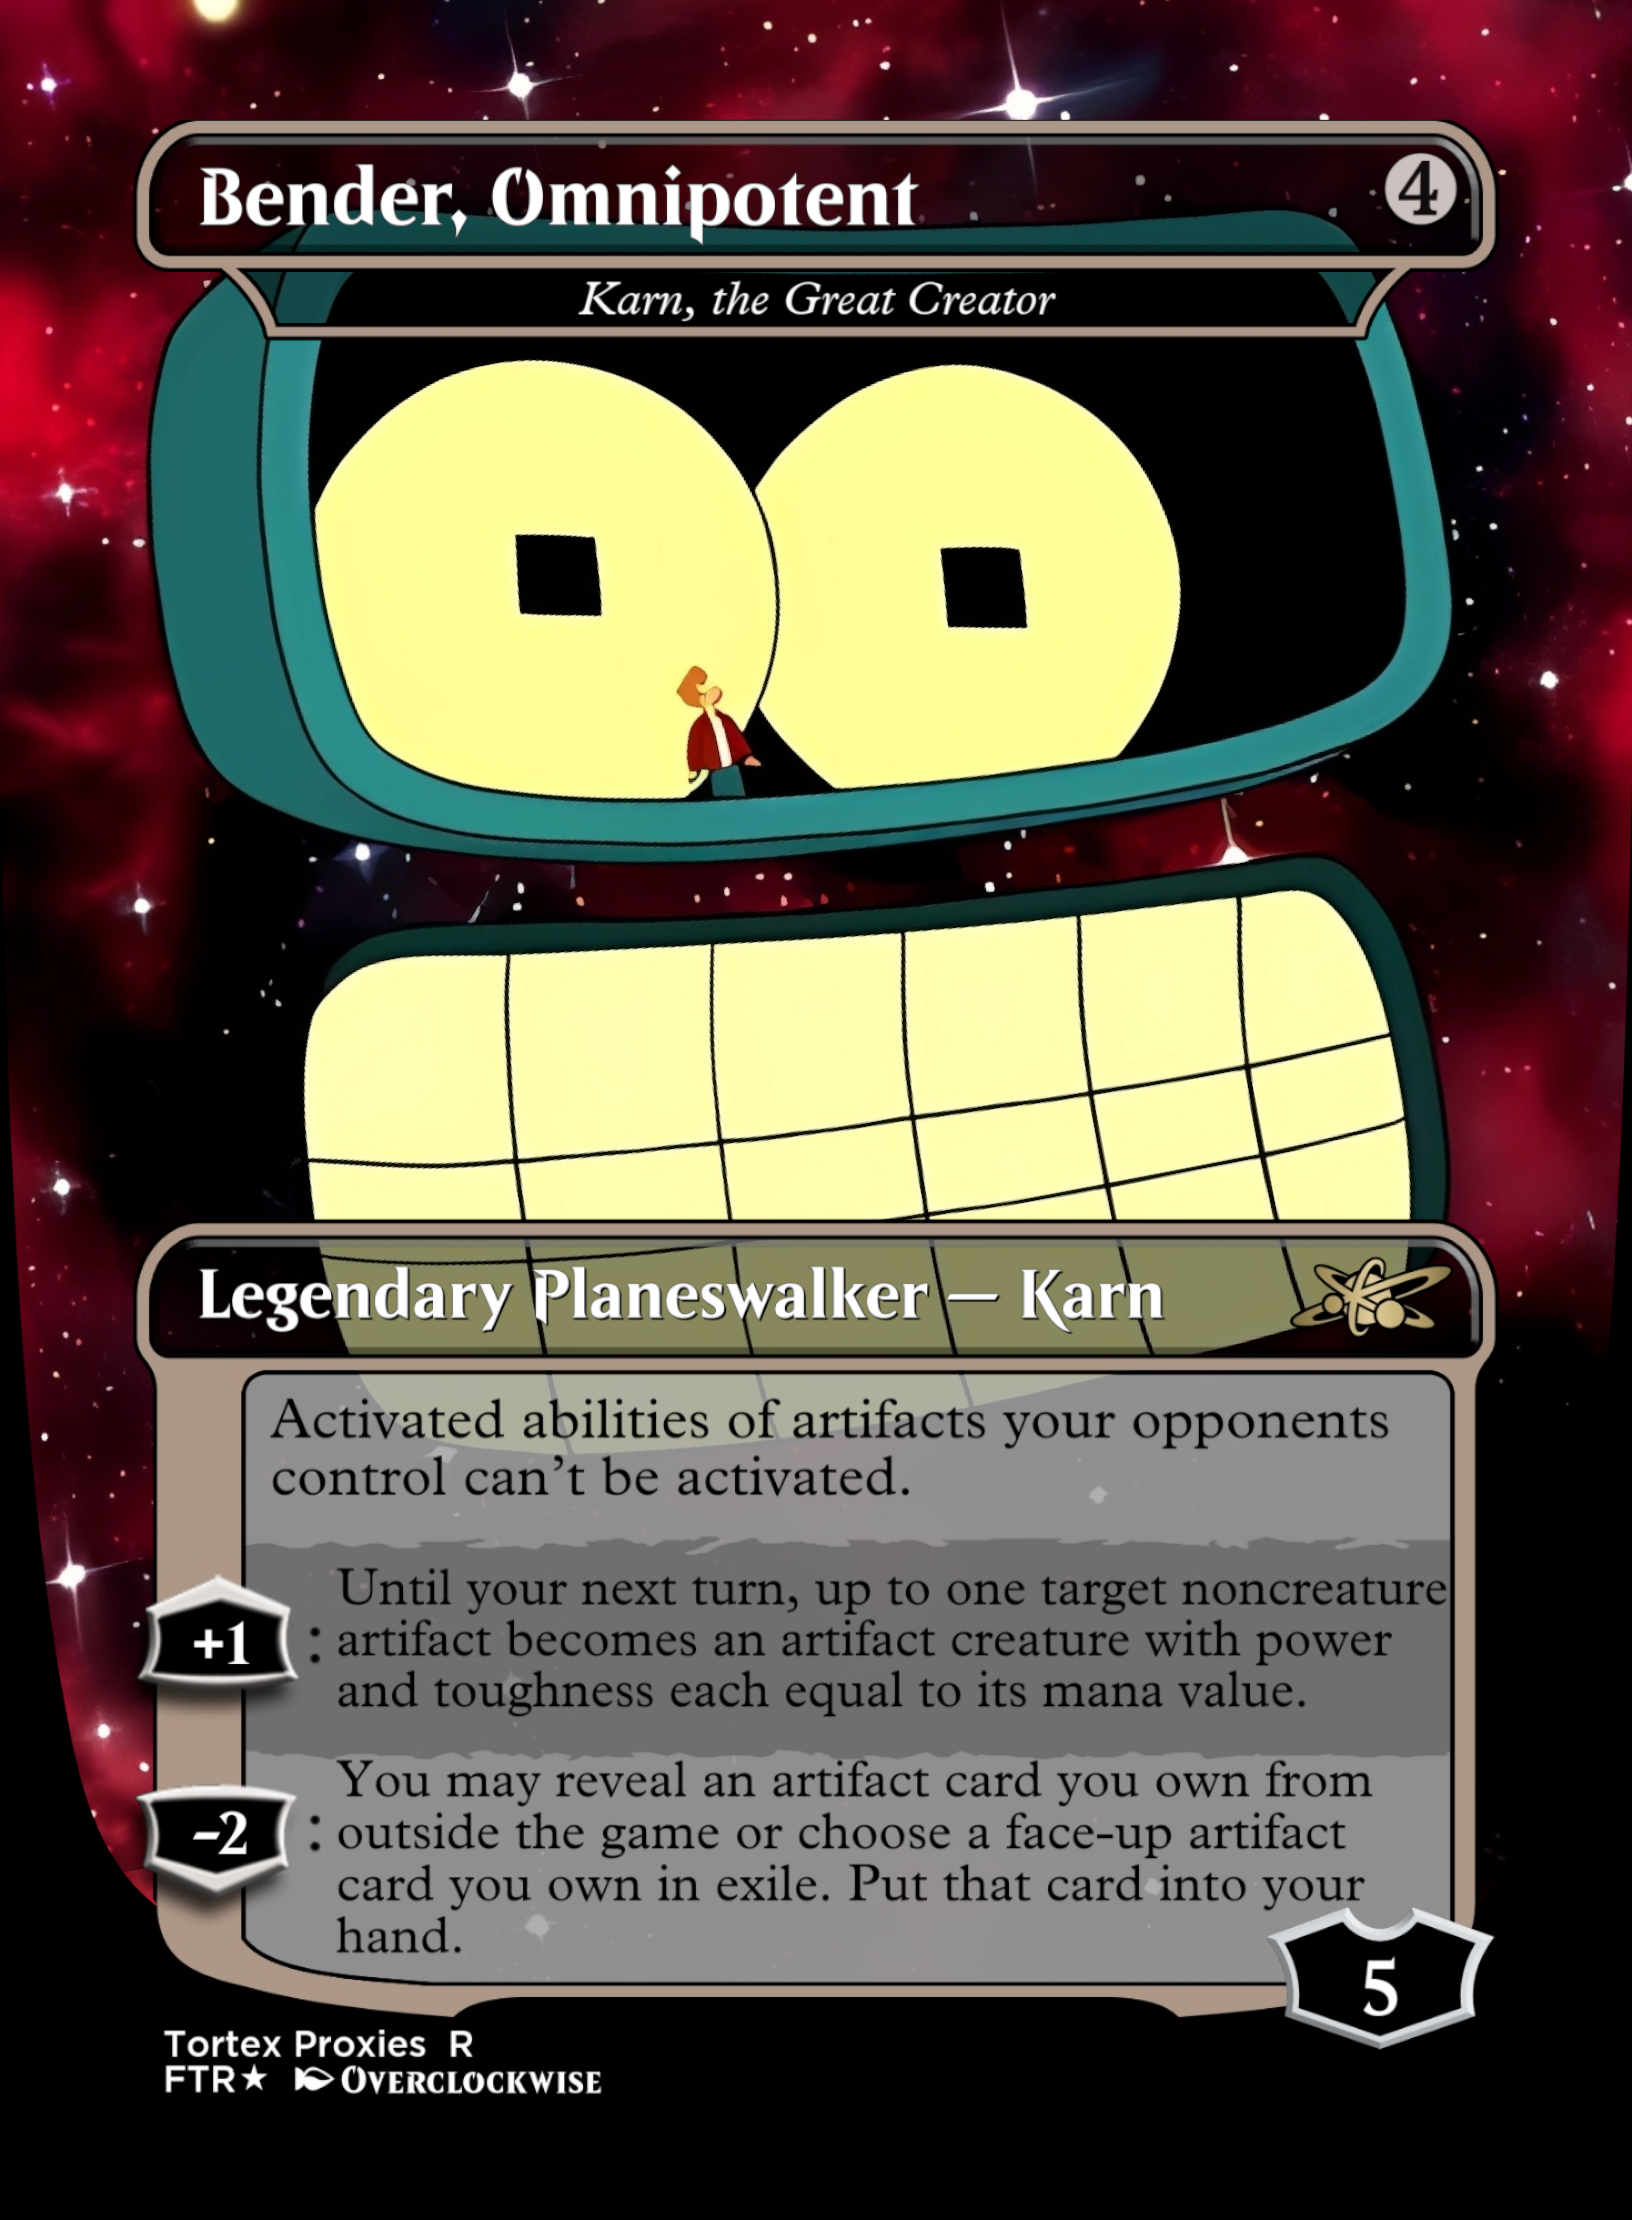 Bender, Omnipotent 4
Karn, the Great Creator
Legendary Planeswalker – Karn
Activated abilities of artifacts your opponents
control can't be activated.
Until your next turn, up to one target noncreature
+1 : artifact becomes an artifact creature with power
and toughness each equal to its mana value.
You may reveal an artifact card you own from
-2 : outside the game or choose a face-up artifact
card you own in exile. Put that card into your
hand.
5
Tortex Proxies R
FTR★ OVERCLOCKWISE